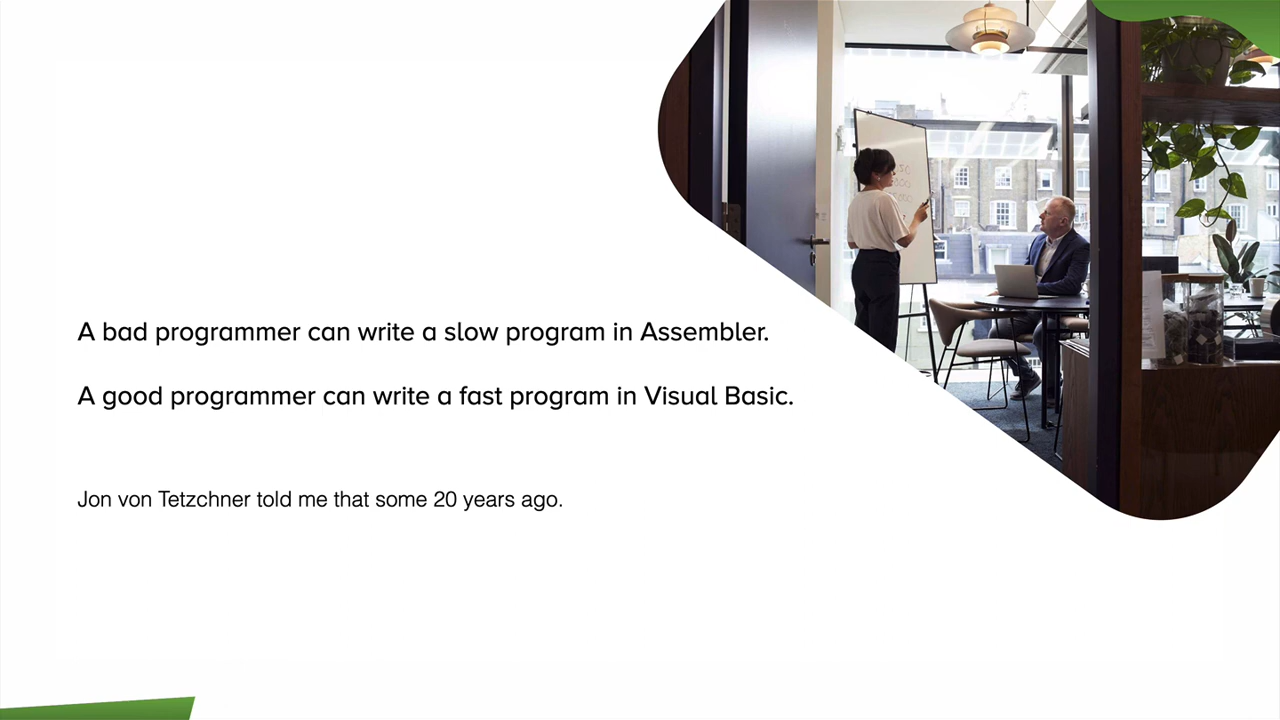 A bad programmer can write a slow program in Assembler.
A good programmer can write a fast program in Visual Basic.
Jon von Tetzchner told me that some 20 years ago.